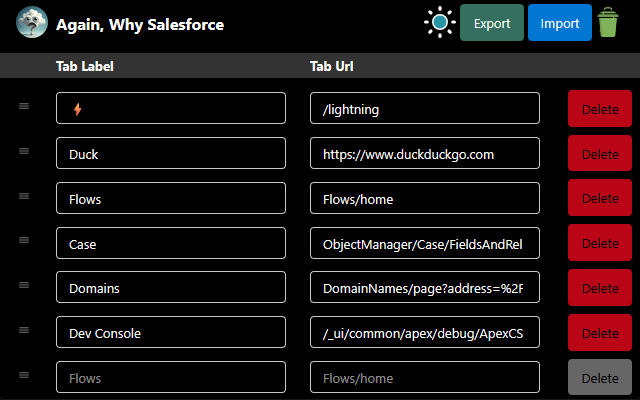 Again, Why Salesforce
Export
Import
Tab Label Tab Url
⚡ /lightning Delete
Duck https://www.duckduckgo.com Delete
Flows Flows/home Delete
Case ObjectManager/Case/FieldsAndRel Delete
Domains DomainNames/page?address=%2F Delete
Dev Console /_ui/common/apex/debug/ApexCS Delete
Flows Flows/home Delete